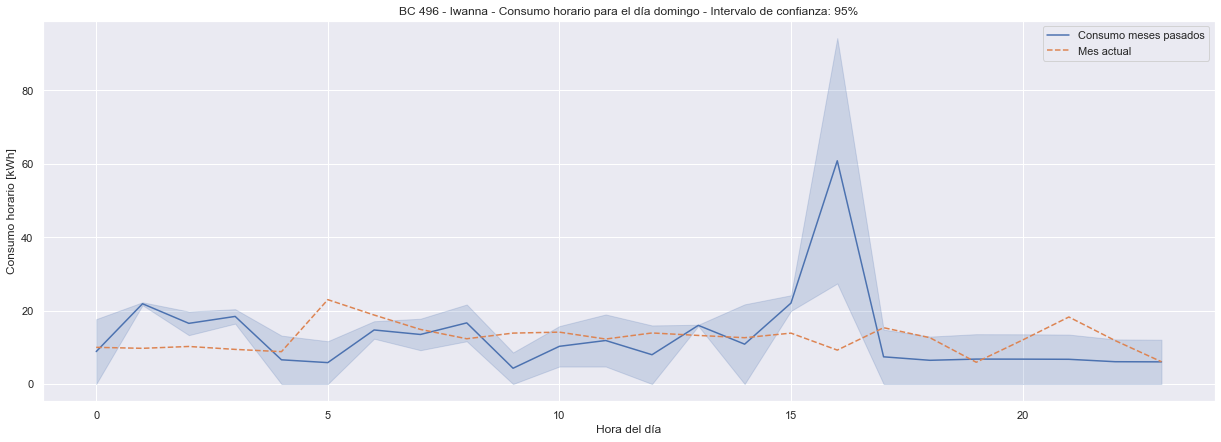 BC 496 - Iwanna - Consumo horario para el día domingo - Intervalo de confianza: 95%
Consumo meses pasados
Mes actual
Consumo horario [kWh]
80
60
40
20
0
0 5 10 15 20
Hora del día